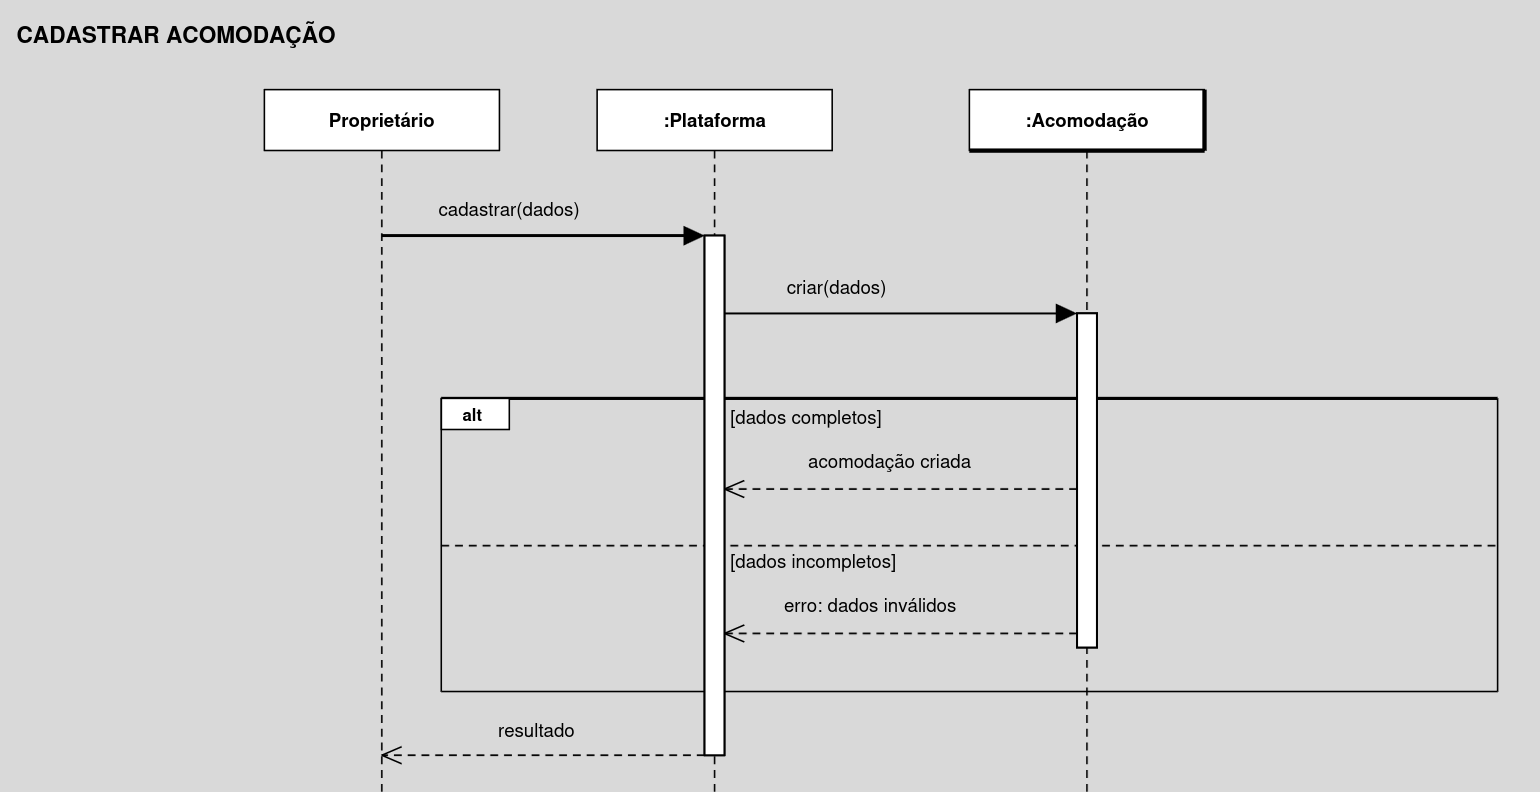 CADASTRAR ACOMODAÇÃO
Proprietário
:Plataforma
:Acomodação
cadastrar(dados)
criar(dados)
alt
[dados completos]
acomodação criada
[dados incompletos]
erro: dados inválidos
resultado